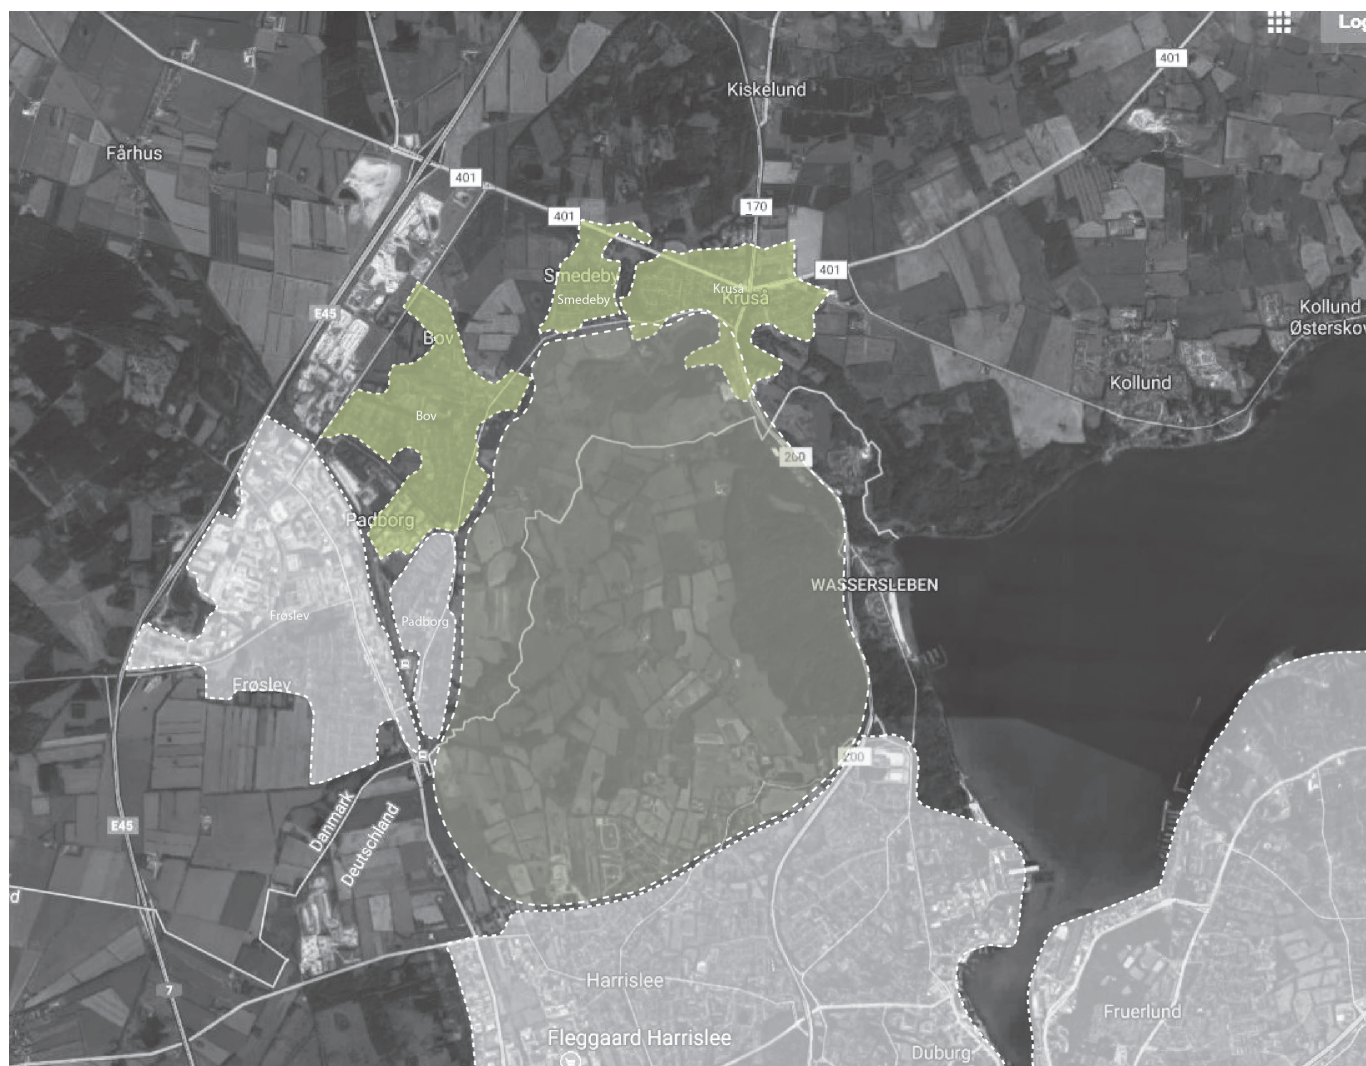 Log
401
Kiskelund
Fårhus
401
170
401
401
Smedeby
Smedeby
Kruså
Kruså
Kollund
Østerskov
E45
Bov
Kollund
Bov
200
Padborg
WASSERSLEBEN
Frøslev
Padborg
Frøslev
200
Danmark
Deutschland
E45
d
Harrislee
7
Fruerlund
Fleggaard Harrislee
Duburg